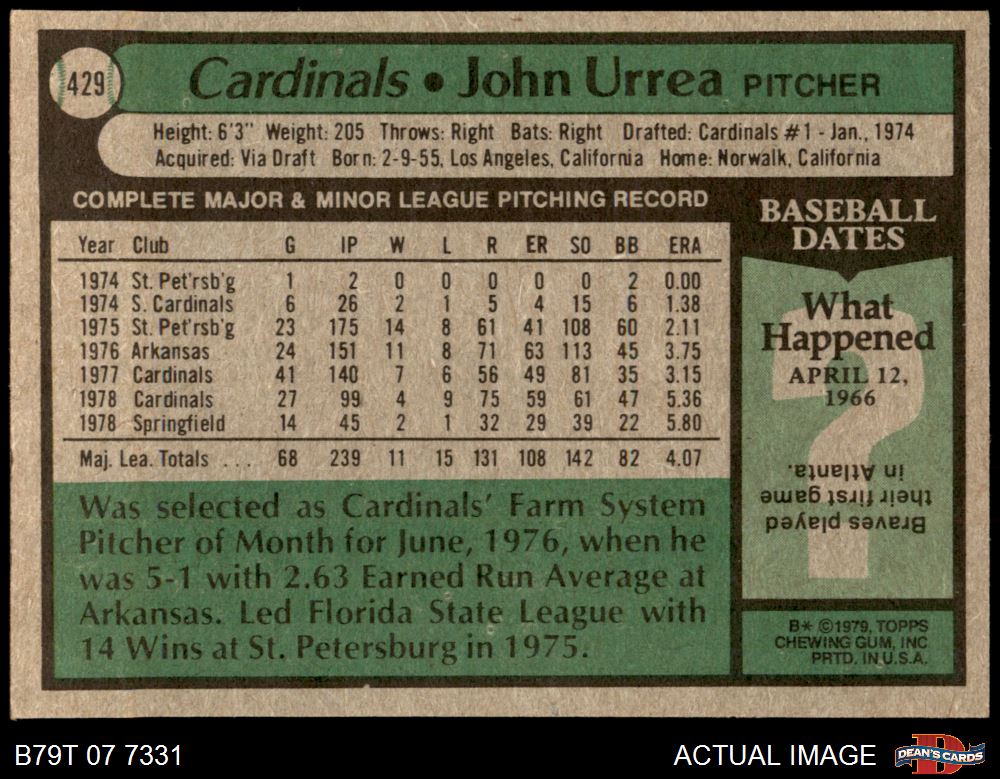 429
Cardinals • John Urrea PITCHER
Height: 6'3" Weight: 205 Throws: Right Bats: Right Drafted: Cardinals #1 - Jan., 1974
Acquired: Via Draft Born: 2-9-55, Los Angeles, California Home: Norwalk, California
COMPLETE MAJOR & MINOR LEAGUE PITCHING RECORD
Year Club G IP W L R ER SO BB ERA
1974 St. Pet'rsb'g 1 2 0 0 0 0 0 2 0.00
1974 S. Cardinals 6 26 2 1 5 4 15 6 1.38
1975 St. Pet'rsb'g 23 175 14 8 61 41 108 60 2.11
1976 Arkansas 24 151 11 8 71 63 113 45 3.75
1977 Cardinals 41 140 7 6 56 49 81 35 3.15
1978 Cardinals 27 99 4 9 75 59 61 47 5.36
1978 Springfield 14 45 2 1 32 29 39 22 5.80
Maj. Lea. Totals ... 68 239 11 15 131 108 142 82 4.07
Was selected as Cardinals' Farm System
Pitcher of Month for June, 1976, when he
was 5-1 with 2.63 Earned Run Average at
Arkansas. Led Florida State League with
14 Wins at St. Petersburg in 1975.
BASEBALL
DATES
What
Happened
APRIL 12,
1966
?
Braves played
their first game
in Atlanta.
B* ©1979, TOPPS
CHEWING GUM, INC
PRTD. IN U.S.A.
B79T 07 7331
ACTUAL IMAGE
DEAN'S CARDS